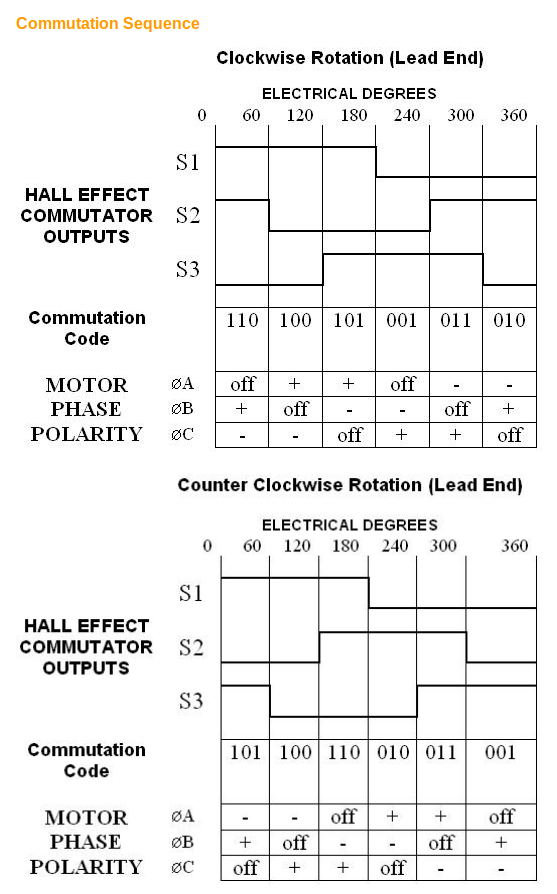 Commutation Sequence
Clockwise Rotation (Lead End)
ELECTRICAL DEGREES
0 60 120 180 240 300 360
S1
HALL EFFECT
COMMUTATOR
OUTPUTS
S2
S3
Commutation
Code
110 100 101 001 011 010
MOTOR ØA off + + off - -
PHASE ØB + off - - off +
POLARITY ØC - - off + + off
Counter Clockwise Rotation (Lead End)
ELECTRICAL DEGREES
0 60 120 180 240 300 360
S1
HALL EFFECT
COMMUTATOR
OUTPUTS
S2
S3
Commutation
Code
101 100 110 010 011 001
MOTOR ØA - - off + + off
PHASE ØB + off - - off +
POLARITY ØC off + + off - -